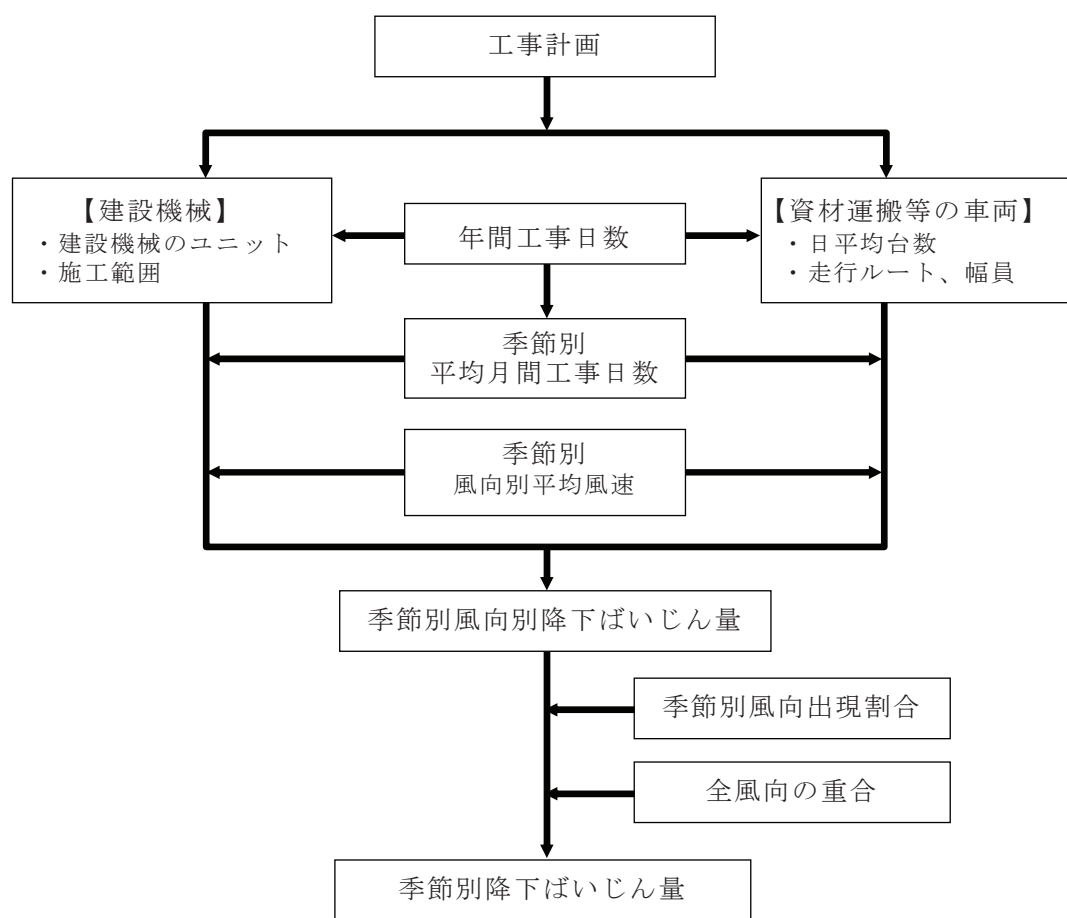 工事計画
【建設機械】
・建設機械のユニット
・施工範囲
年間工事日数
【資材運搬等の車両】
・日平均台数
・走行ルート、幅員
季節別
平均月間工事日数
季節別
風向別平均風速
季節別風向別降下ばいじん量
季節別風向出現割合
全風向の重合
季節別降下ばいじん量